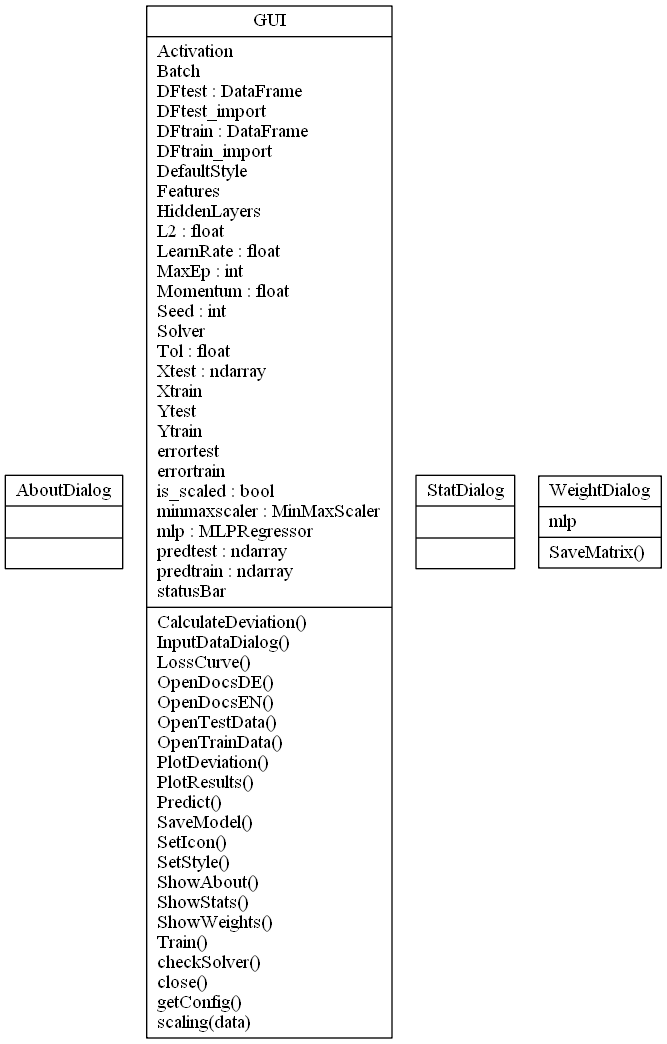 GUI
Activation
Batch
DFtest : DataFrame
DFtest_import
DFtrain : DataFrame
DFtrain_import
DefaultStyle
Features
HiddenLayers
L2 : float
LearnRate : float
MaxEp : int
Momentum : float
Seed : int
Solver
Tol : float
Xtest : ndarray
Xtrain
Ytest
Ytrain
errortest
errortrain
is_scaled : bool
minmaxscaler : MinMaxScaler
mlp : MLPRegressor
predtest : ndarray
predtrain : ndarray
statusBar
CalculateDeviation()
InputDataDialog()
LossCurve()
OpenDocsDE()
OpenDocsEN()
OpenTestData()
OpenTrainData()
PlotDeviation()
PlotResults()
Predict()
SaveModel()
SetIcon()
SetStyle()
ShowAbout()
ShowStats()
ShowWeights()
Train()
checkSolver()
close()
getConfig()
scaling(data)
AboutDialog
StatDialog
WeightDialog
mlp
SaveMatrix()